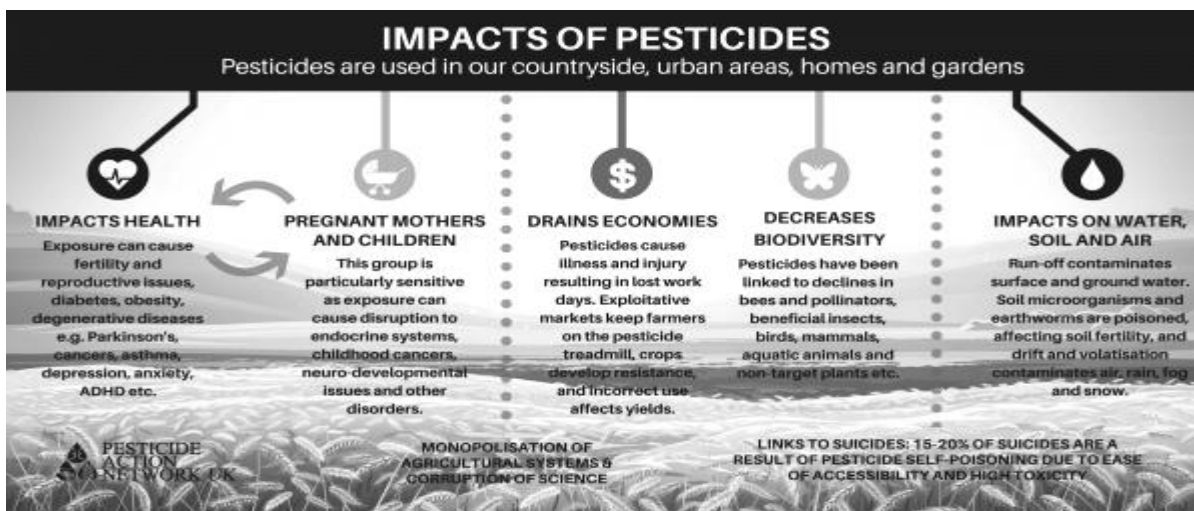 IMPACTS OF PESTICIDES
Pesticides are used in our countryside, urban areas, homes and gardens
IMPACTS HEALTH
Exposure can cause
fertility and
reproductive issues,
diabetes, obesity,
degenerative diseases
e.g. Parkinson's,
cancers, asthma,
depression, anxiety,
ADHD etc.
PREGNANT MOTHERS
AND CHILDREN
This group is
particularly sensitive
as exposure can
cause disruption to
endocrine systems,
childhood cancers,
neuro-developmental
issues and other
disorders.
$
DRAINS ECONOMIES
Pesticides cause
illness and injury
resulting in lost work
days. Exploitative
markets keep farmers
on the pesticide
treadmill, crops
develop resistance,
and incorrect use
affects yields.
DECREASES
BIODIVERSITY
Pesticides have been
linked to declines in
bees and pollinators,
beneficial insects,
birds, mammals,
aquatic animals and
non-target plants etc.
IMPACTS ON WATER,
SOIL AND AIR
Run-off contaminates
surface and ground water.
Soil microorganisms and
earthworms are poisoned,
affecting soil fertility, and
drift and volatisation
contaminates air, rain, fog
and snow.
PESTICIDE
ACTION
NETWORK UK
MONOPOLISATION OF
AGRICULTURAL SYSTEMS &
CORRUPTION OF SCIENCE
LINKS TO SUICIDES: 15-20% OF SUICIDES ARE A
RESULT OF PESTICIDE SELF-POISONING DUE TO EASE
OF ACCESSIBILITY AND HIGH TOXICITY